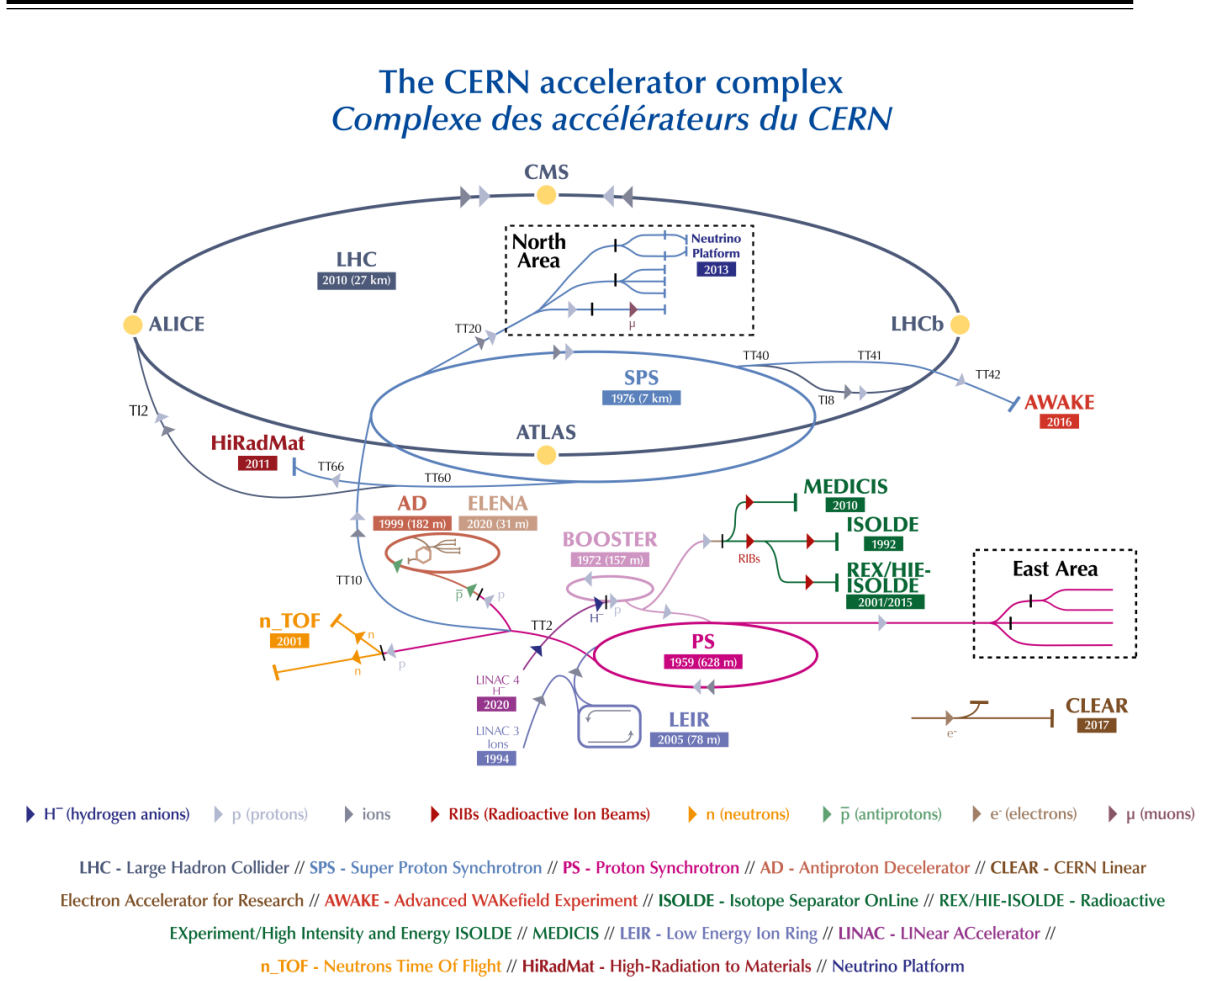 The CERN accelerator complex
Complexe des accélérateurs du CERN
CMS
North
Area
Neutrino
Platform
2013
LHC
2010 (27 km)
μ
ALICE
LHCb
TT20
TT40
TT41
TT42
SPS
1976 (7 km)
TI8
AWAKE
2016
TI2
ATLAS
HiRadMat
2011
TT66
TT60
MEDICIS
2010
AD
1999 (182 m)
ELENA
2020 (31 m)
ISOLDE
1992
BOOSTER
1972 (157 m)
RIBs
REX/HIE-
ISOLDE
2001/2015
East Area
TT10
p̅
p
H⁻
p
n_TOF
2001
n
n
p
TT2
PS
1959 (628 m)
LINAC 4
H⁻
2020
LINAC 3
Ions
1994
LEIR
2005 (78 m)
CLEAR
2017
e⁻
H⁻ (hydrogen anions) p (protons) ions RIBs (Radioactive Ion Beams) n (neutrons) p̅ (antiprotons) e⁻ (electrons) μ (muons)
LHC - Large Hadron Collider // SPS - Super Proton Synchrotron // PS - Proton Synchrotron // AD - Antiproton Decelerator // CLEAR - CERN Linear
Electron Accelerator for Research // AWAKE - Advanced WAKefield Experiment // ISOLDE - Isotope Separator OnLine // REX/HIE-ISOLDE - Radioactive
EXperiment/High Intensity and Energy ISOLDE // MEDICIS // LEIR - Low Energy Ion Ring // LINAC - LINear ACcelerator //
n_TOF - Neutrons Time Of Flight // HiRadMat - High-Radiation to Materials // Neutrino Platform